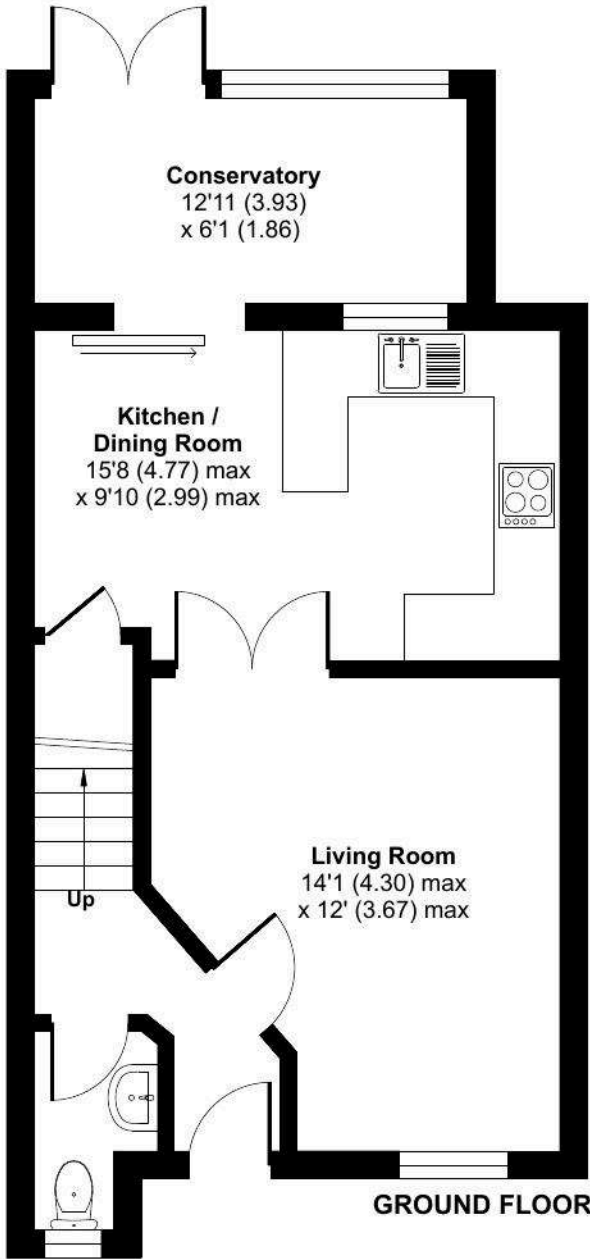 Conservatory
12'11 (3.93)
x 6'1 (1.86)
Kitchen /
Dining Room
15'8 (4.77) max
x 9'10 (2.99) max
Living Room
14'1 (4.30) max
x 12' (3.67) max
Up
GROUND FLOOR